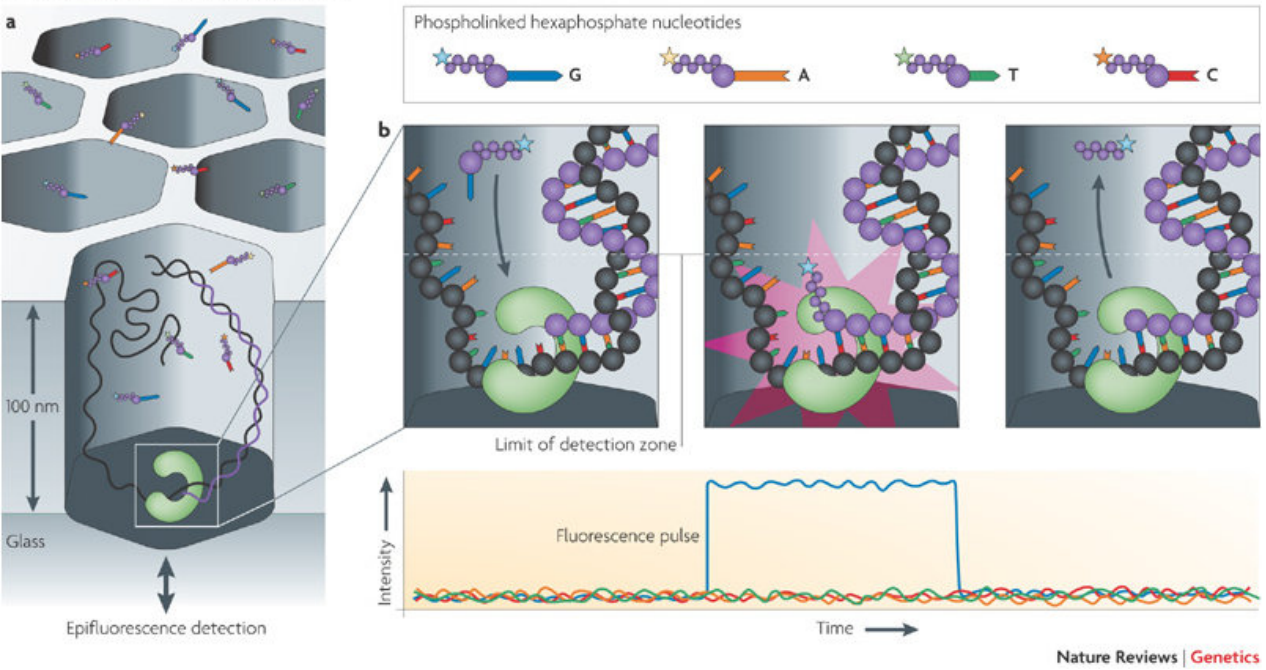 a
Phospholinked hexaphosphate nucleotides
G
A
T
C
b
100 nm
Limit of detection zone
Glass
Epifluorescence detection
Intensity
Fluorescence pulse
Time
Nature Reviews | Genetics